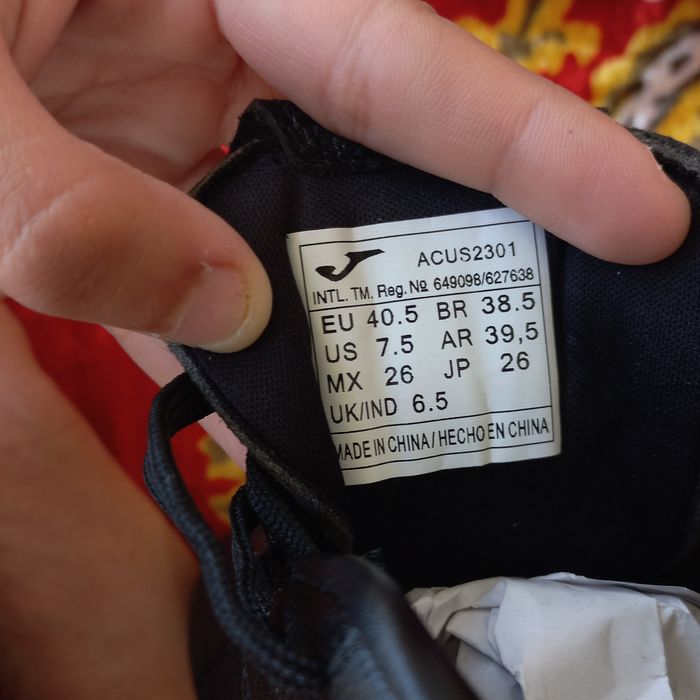 ACUS2301
INTL. TM. Reg. № 649098/627638
EU 40.5 BR 38.5
US 7.5 AR 39,5
MX 26 JP 26
UK/IND 6.5
MADE IN CHINA/HECHO EN CHINA